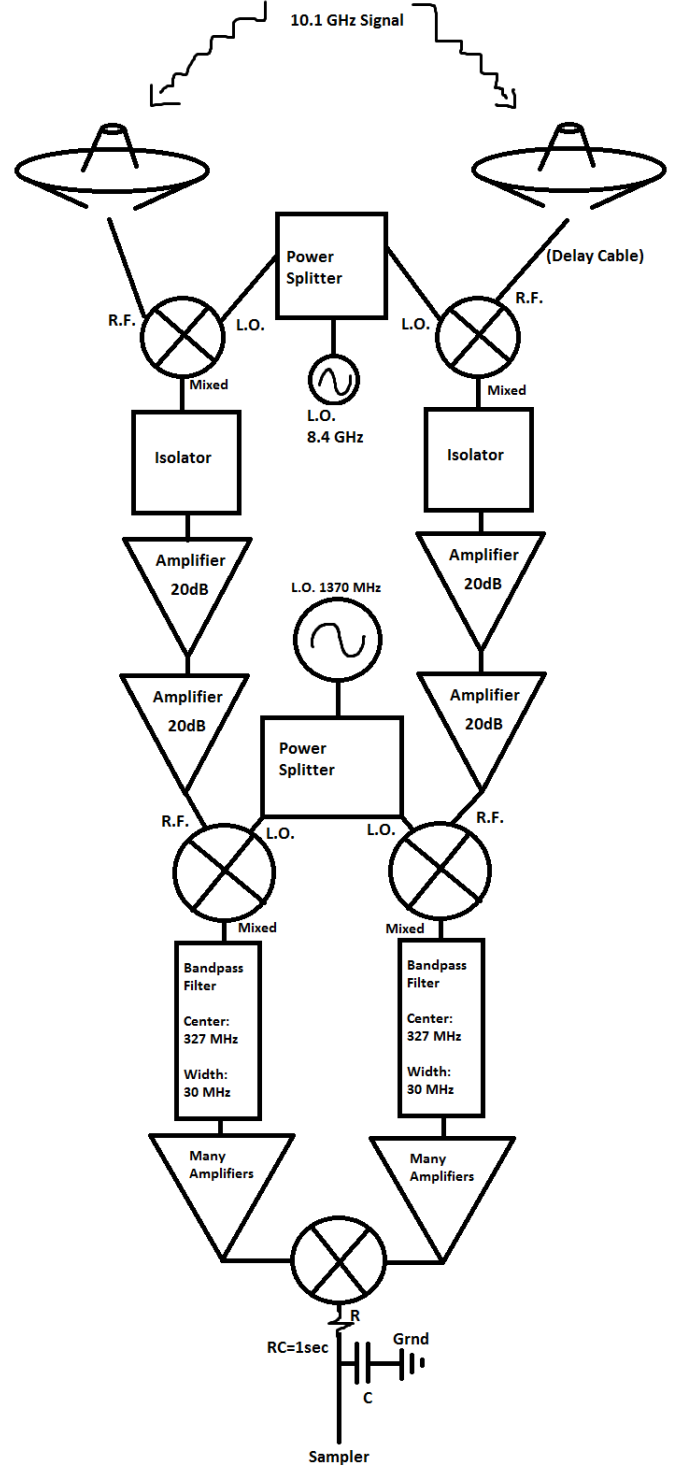 10.1 GHz Signal
Power
Splitter
(Delay Cable)
R.F.
L.O.
L.O.
R.F.
Mixed
Mixed
L.O.
8.4 GHz
Isolator
Isolator
Amplifier
20dB
Amplifier
20dB
L.O. 1370 MHz
Amplifier
20dB
Amplifier
20dB
Power
Splitter
R.F.
L.O.
L.O.
R.F.
Mixed
Mixed
Bandpass
Filter
Center:
327 MHz
Width:
30 MHz
Bandpass
Filter
Center:
327 MHz
Width:
30 MHz
Many
Amplifiers
Many
Amplifiers
R
RC=1sec
Grnd
C
Sampler